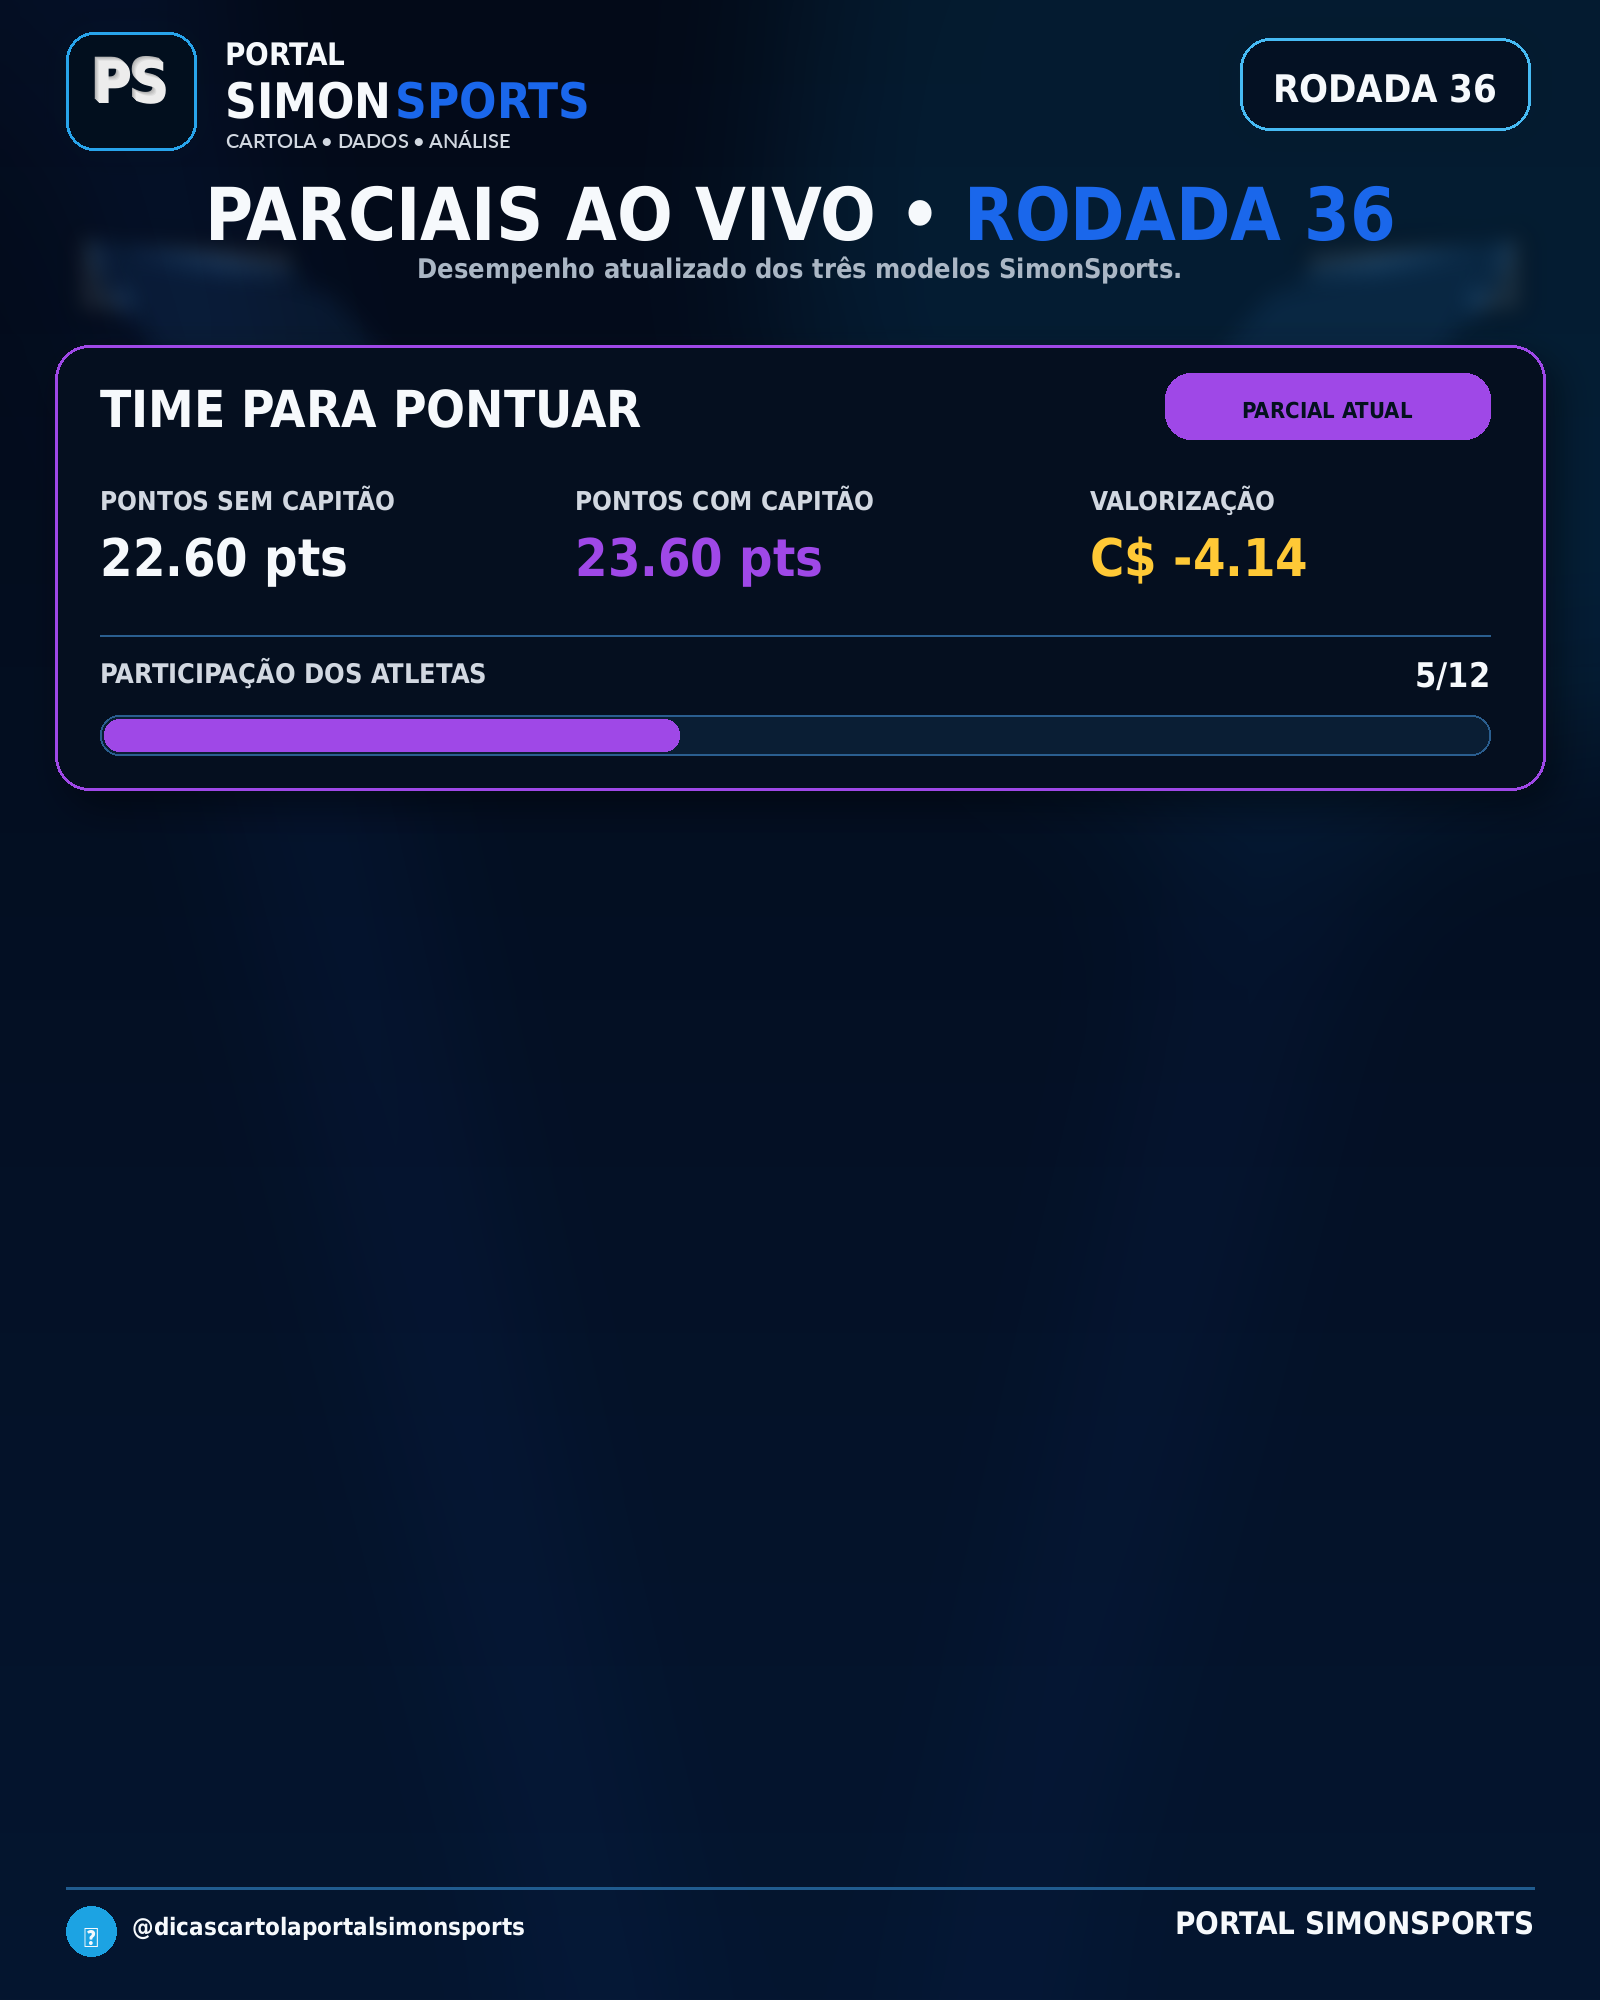 PS
PORTAL
SIMONSPORTS
CARTOLA • DADOS • ANÁLISE
RODADA 36
PARCIAIS AO VIVO • RODADA 36
Desempenho atualizado dos três modelos SimonSports.
TIME PARA PONTUAR
PARCIAL ATUAL
PONTOS SEM CAPITÃO
22.60 pts
PONTOS COM CAPITÃO
23.60 pts
VALORIZAÇÃO
C$ -4.14
PARTICIPAÇÃO DOS ATLETAS
5/12
@dicascartolaportalsimonsports
PORTAL SIMONSPORTS